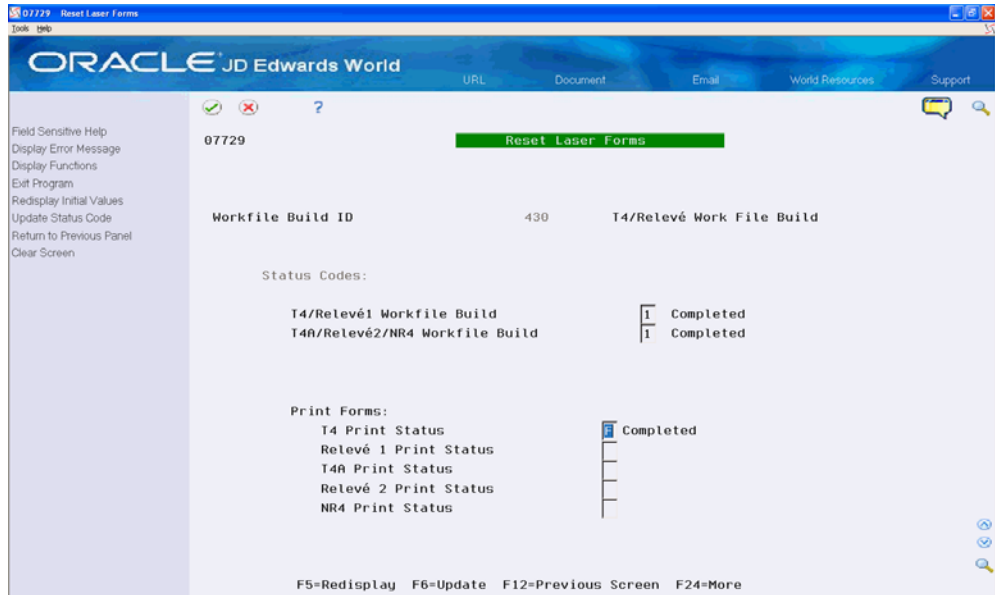 07729 Reset Laser Forms
Tools Help
ORACLE JD Edwards World
URL Document Email World Resources Support
?
Field Sensitive Help
Display Error Message
Display Functions
Exit Program
Redisplay Initial Values
Update Status Code
Return to Previous Panel
Clear Screen
07729 Reset Laser Forms
Workfile Build ID 430 T4/Relevé Work File Build
Status Codes:
T4/Relevé1 Workfile Build 1 Completed
T4A/Relevé2/NR4 Workfile Build 1 Completed
Print Forms:
T4 Print Status F Completed
Relevé 1 Print Status
T4A Print Status
Relevé 2 Print Status
NR4 Print Status
F5=Redisplay F6=Update F12=Previous Screen F24=More